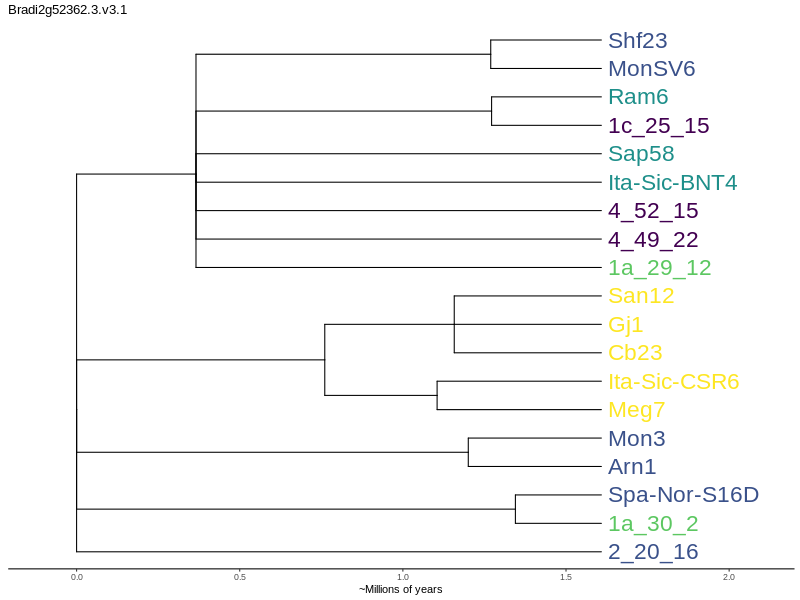 Bradi2g52362.3.v3.1
Shf23
MonSV6
Ram6
1c_25_15
Sap58
Ita-Sic-BNT4
4_52_15
4_49_22
1a_29_12
San12
Gj1
Cb23
Ita-Sic-CSR6
Meg7
Mon3
Arn1
Spa-Nor-S16D
1a_30_2
2_20_16
0.0 0.5 1.0 1.5 2.0
~Millions of years